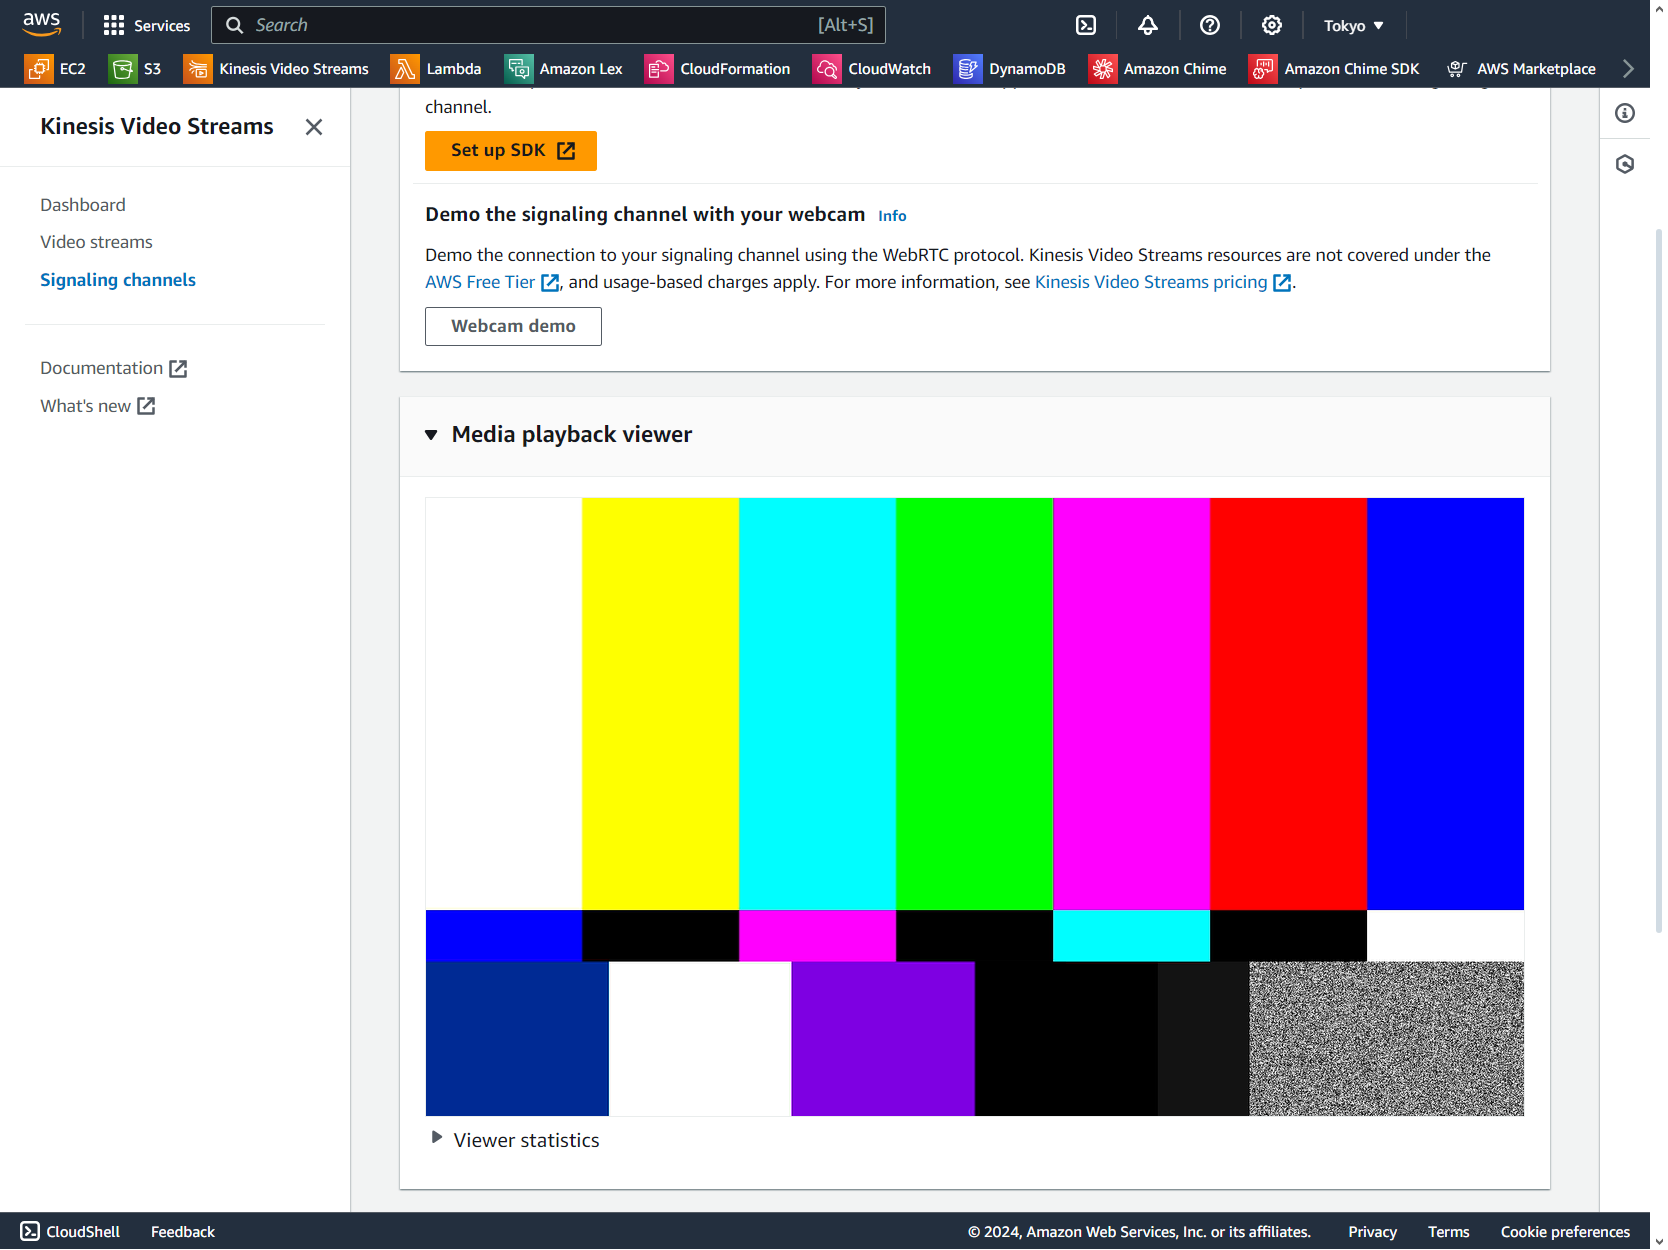 aws
Services
Search
[Alt+S]
Tokyo
EC2
S3
Kinesis Video Streams
Lambda
Amazon Lex
CloudFormation
CloudWatch
DynamoDB
Amazon Chime
Amazon Chime SDK
AWS Marketplace
Kinesis Video Streams
Dashboard
Video streams
Signaling channels
Documentation
What's new
channel.
Set up SDK
Demo the signaling channel with your webcam Info
Demo the connection to your signaling channel using the WebRTC protocol. Kinesis Video Streams resources are not covered under the
AWS Free Tier, and usage-based charges apply. For more information, see Kinesis Video Streams pricing.
Webcam demo
Media playback viewer
Viewer statistics
CloudShell
Feedback
© 2024, Amazon Web Services, Inc. or its affiliates.
Privacy
Terms
Cookie preferences